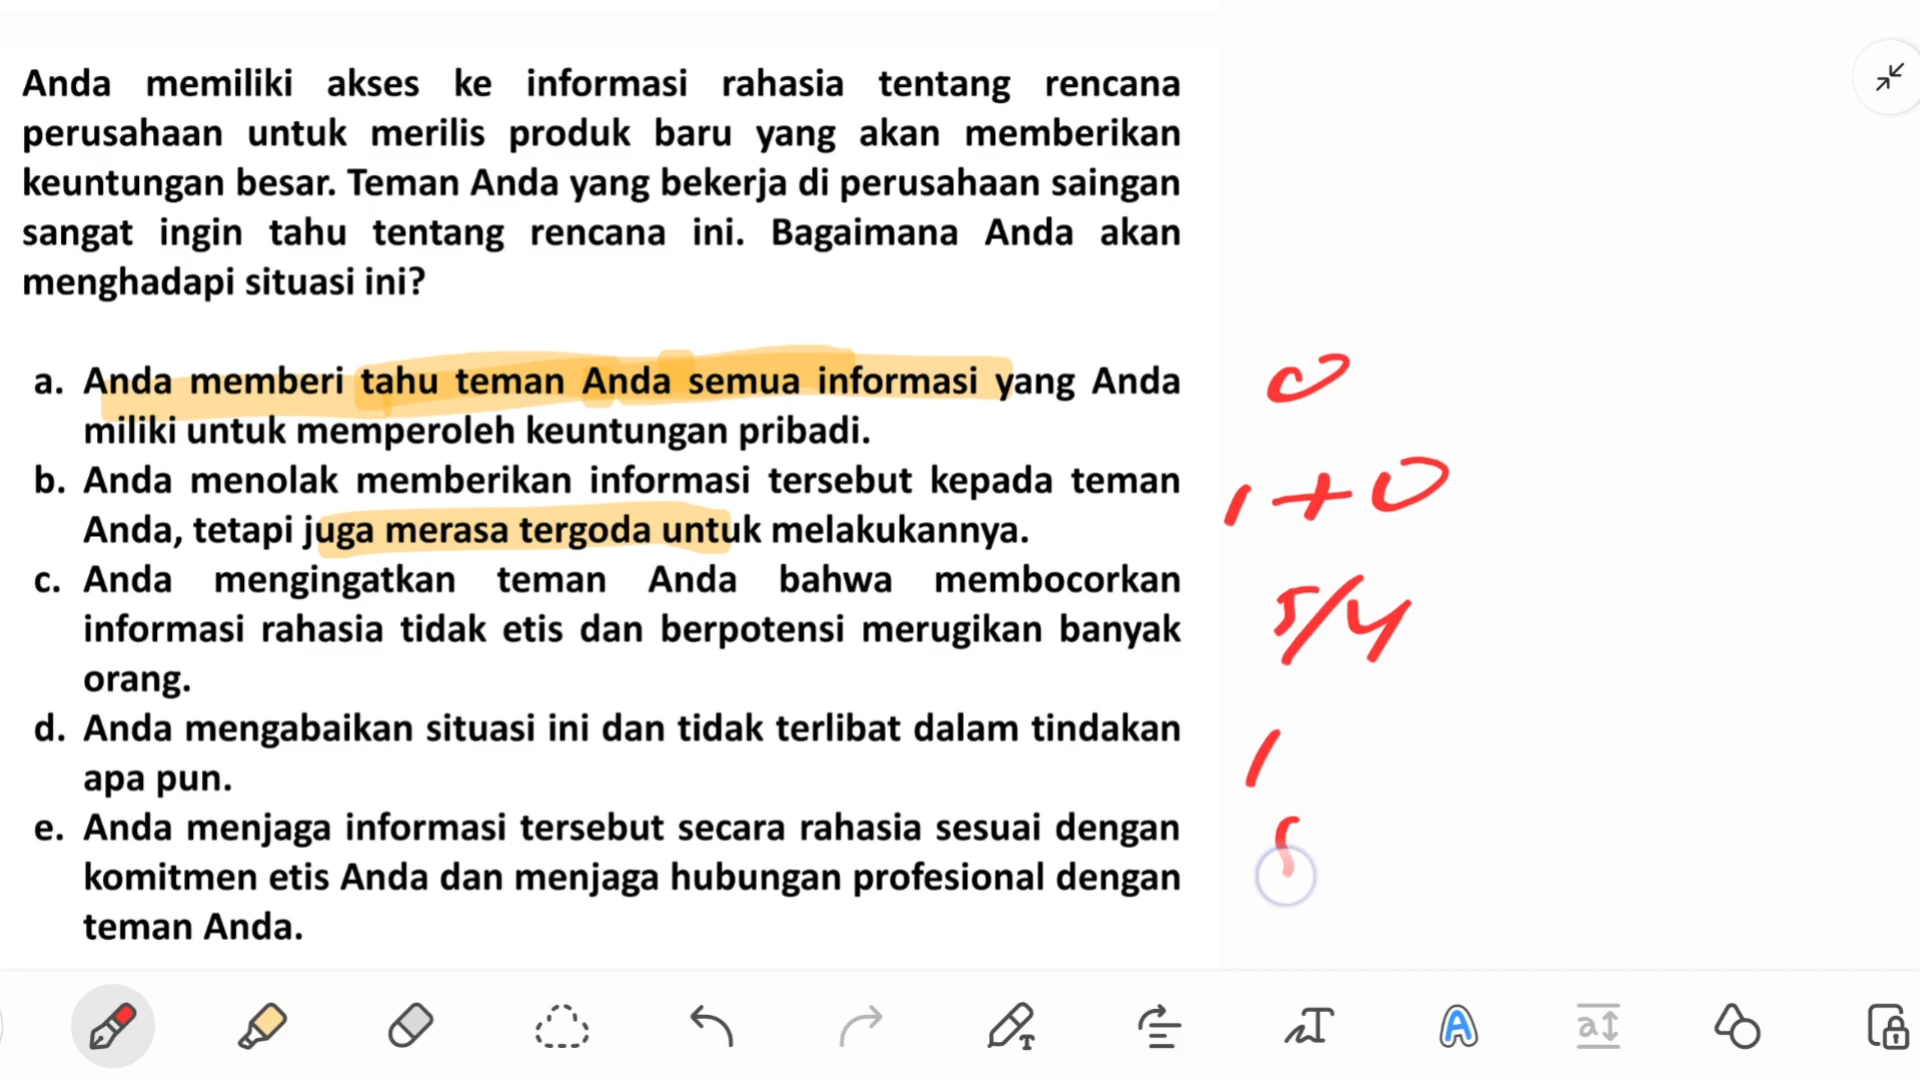 Anda memiliki akses ke informasi rahasia tentang rencana
perusahaan untuk merilis produk baru yang akan memberikan
keuntungan besar. Teman Anda yang bekerja di perusahaan saingan
sangat ingin tahu tentang rencana ini. Bagaimana Anda akan
menghadapi situasi ini?
a. Anda memberi tahu teman Anda semua informasi yang Anda
miliki untuk memperoleh keuntungan pribadi.
0
b. Anda menolak memberikan informasi tersebut kepada teman
Anda, tetapi juga merasa tergoda untuk melakukannya.
1+0
c. Anda mengingatkan teman Anda bahwa membocorkan
informasi rahasia tidak etis dan berpotensi merugikan banyak
orang.
5/4
d. Anda mengabaikan situasi ini dan tidak terlibat dalam tindakan
apa pun.
1
e. Anda menjaga informasi tersebut secara rahasia sesuai dengan
komitmen etis Anda dan menjaga hubungan profesional dengan
teman Anda.